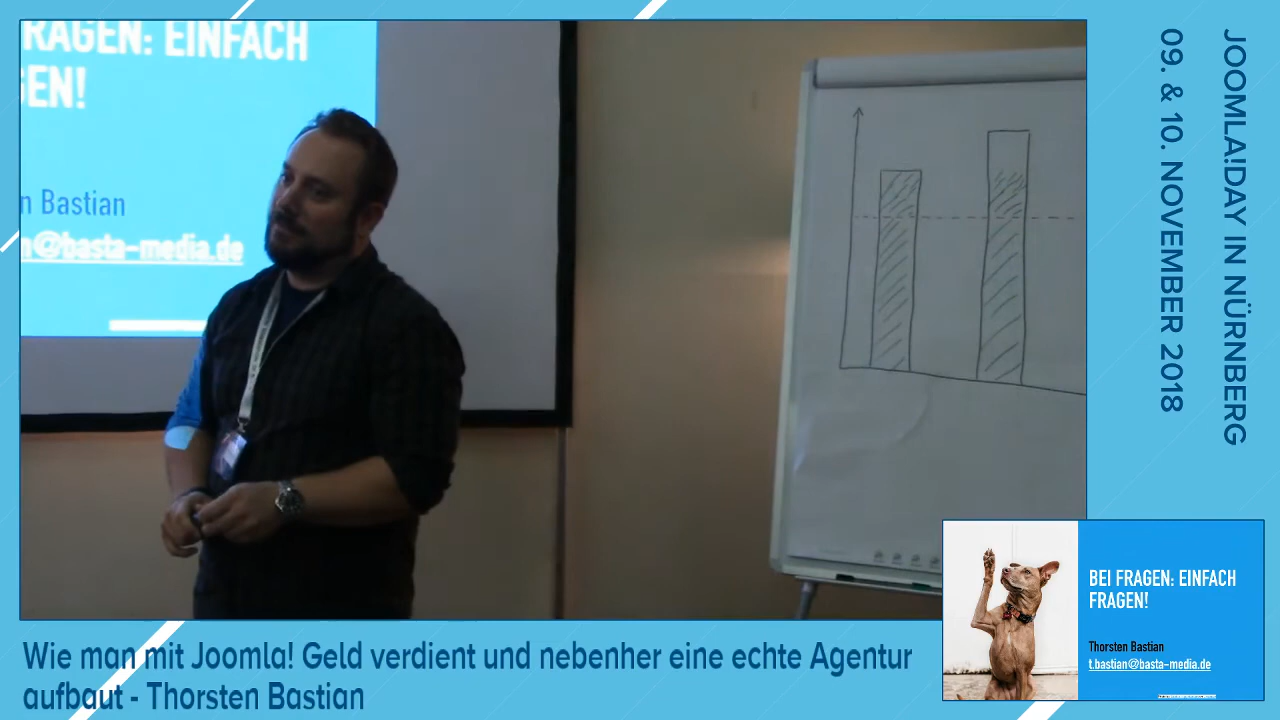 RAGEN: EINFACH
GEN!
n Bastian
n@basta-media.de
JOOMLA!DAY IN NÜRNBERG
09. & 10. NOVEMBER 2018
BEI FRAGEN: EINFACH
FRAGEN!
Thorsten Bastian
t.bastian@basta-media.de
Wie man mit Joomla! Geld verdient und nebenher eine echte Agentur
aufbaut - Thorsten Bastian